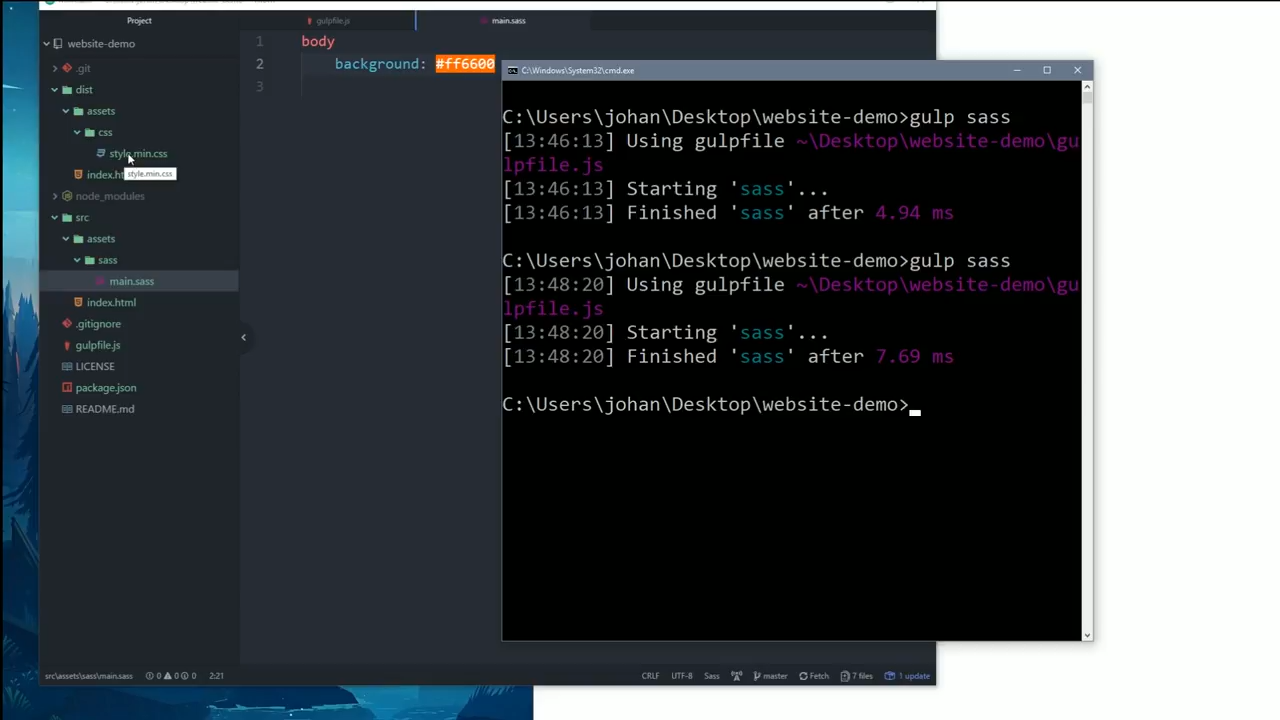 Project
website-demo
.git
dist
assets
css
style.min.css
style.min.css
node_modules
src
assets
sass
main.sass
index.html
.gitignore
gulpfile.js
LICENSE
package.json
README.md
gulpfile.js
main.sass
1 body
2 background: #ff6600
3
C:\Windows\System32\cmd.exe
C:\Users\johan\Desktop\website-demo>gulp sass
[13:46:13] Using gulpfile ~\Desktop\website-demo\gu
lpfile.js
[13:46:13] Starting 'sass'...
[13:46:13] Finished 'sass' after 4.94 ms
C:\Users\johan\Desktop\website-demo>gulp sass
[13:48:20] Using gulpfile ~\Desktop\website-demo\gu
lpfile.js
[13:48:20] Starting 'sass'...
[13:48:20] Finished 'sass' after 7.69 ms
C:\Users\johan\Desktop\website-demo>
src\assets\sass\main.sass 0 0 0 2:21
CRLF UTF-8 Sass master Fetch 7 files 1 update